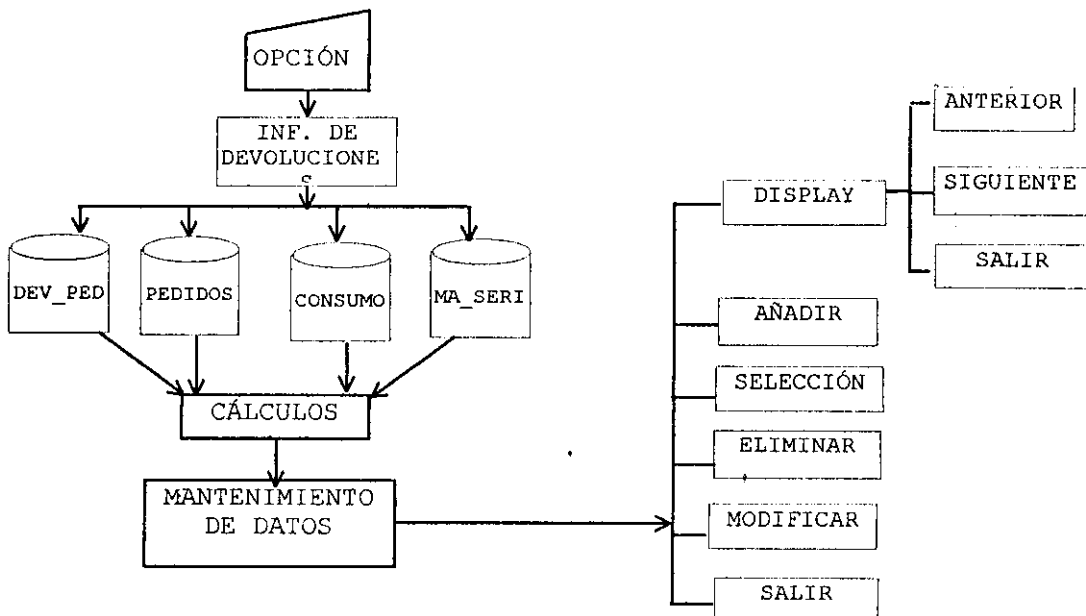 OPCIÓN
INF. DE
DEVOLUCIONE
S
DEV_PED
PEDIDOS
CONSUMO
MA_SERI
CÁLCULOS
MANTENIMIENTO
DE DATOS
DISPLAY
AÑADIR
SELECCIÓN
ELIMINAR
MODIFICAR
SALIR
ANTERIOR
SIGUIENTE
SALIR